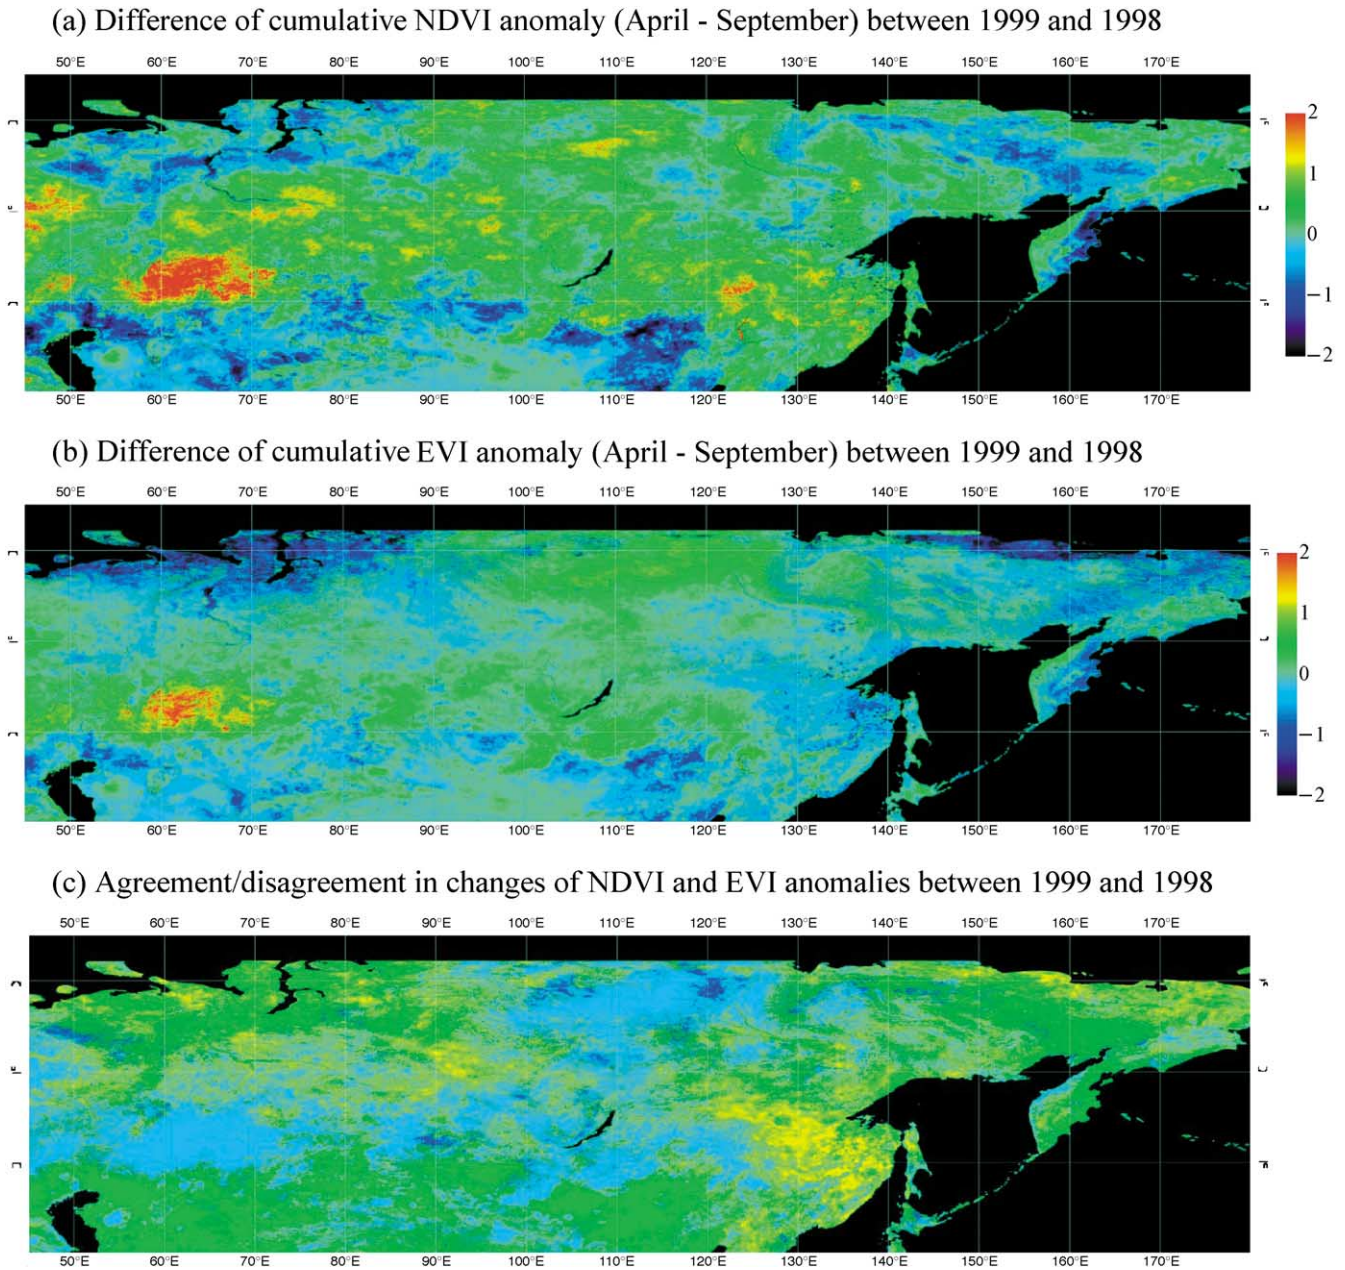 (a) Difference of cumulative NDVI anomaly (April - September) between 1999 and 1998
50°E 60°E 70°E 80°E 90°E 100°E 110°E 120°E 130°E 140°E 150°E 160°E 170°E
2
1
0
−1
−2
50°E 60°E 70°E 80°E 90°E 100°E 110°E 120°E 130°E 140°E 150°E 160°E 170°E
(b) Difference of cumulative EVI anomaly (April - September) between 1999 and 1998
50°E 60°E 70°E 80°E 90°E 100°E 110°E 120°E 130°E 140°E 150°E 160°E 170°E
2
1
0
−1
−2
50°E 60°E 70°E 80°E 90°E 100°E 110°E 120°E 130°E 140°E 150°E 160°E 170°E
(c) Agreement/disagreement in changes of NDVI and EVI anomalies between 1999 and 1998
50°E 60°E 70°E 80°E 90°E 100°E 110°E 120°E 130°E 140°E 150°E 160°E 170°E
50°E 60°E 70°E 80°E 90°E 100°E 110°E 120°E 130°E 140°E 150°E 160°E 170°E